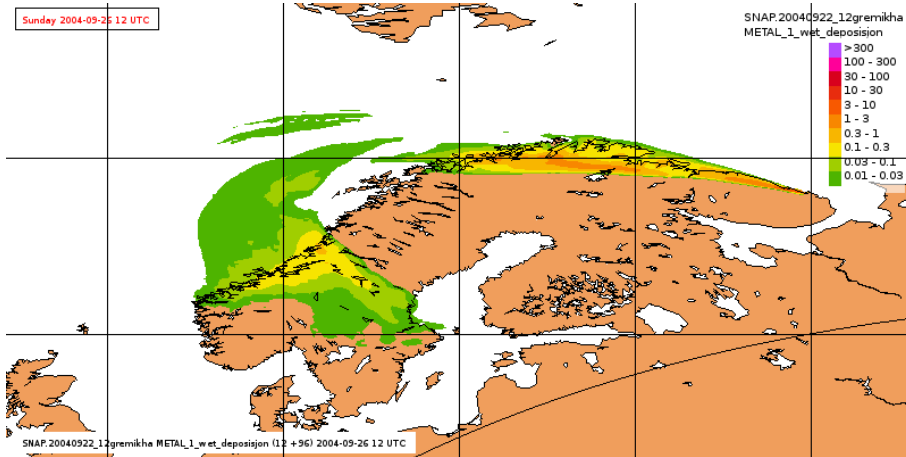 Sunday 2004-09-26 12 UTC
SNAP.20040922_12gremikha
METAL_1_wet_deposisjon
>300
100 - 300
30 - 100
10 - 30
3 - 10
1 - 3
0.3 - 1
0.1 - 0.3
0.03 - 0.1
0.01 - 0.03
SNAP.20040922_12gremikha METAL_1_wet_deposisjon (12 +96) 2004-09-26 12 UTC